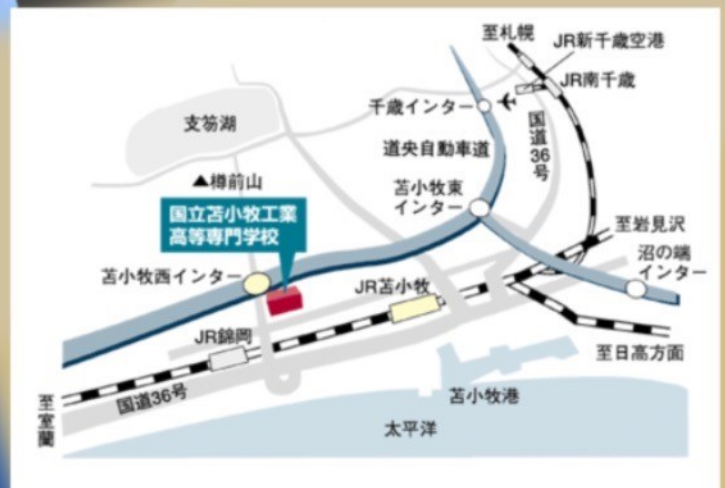 至札幌
JR新千歳空港
JR南千歳
千歳インター
国道36号
支笏湖
道央自動車道
▲樽前山
苫小牧東
インター
国立苫小牧工業
高等専門学校
至岩見沢
沼の端
インター
苫小牧西インター
JR苫小牧
JR錦岡
至日高方面
至室蘭
国道36号
苫小牧港
太平洋